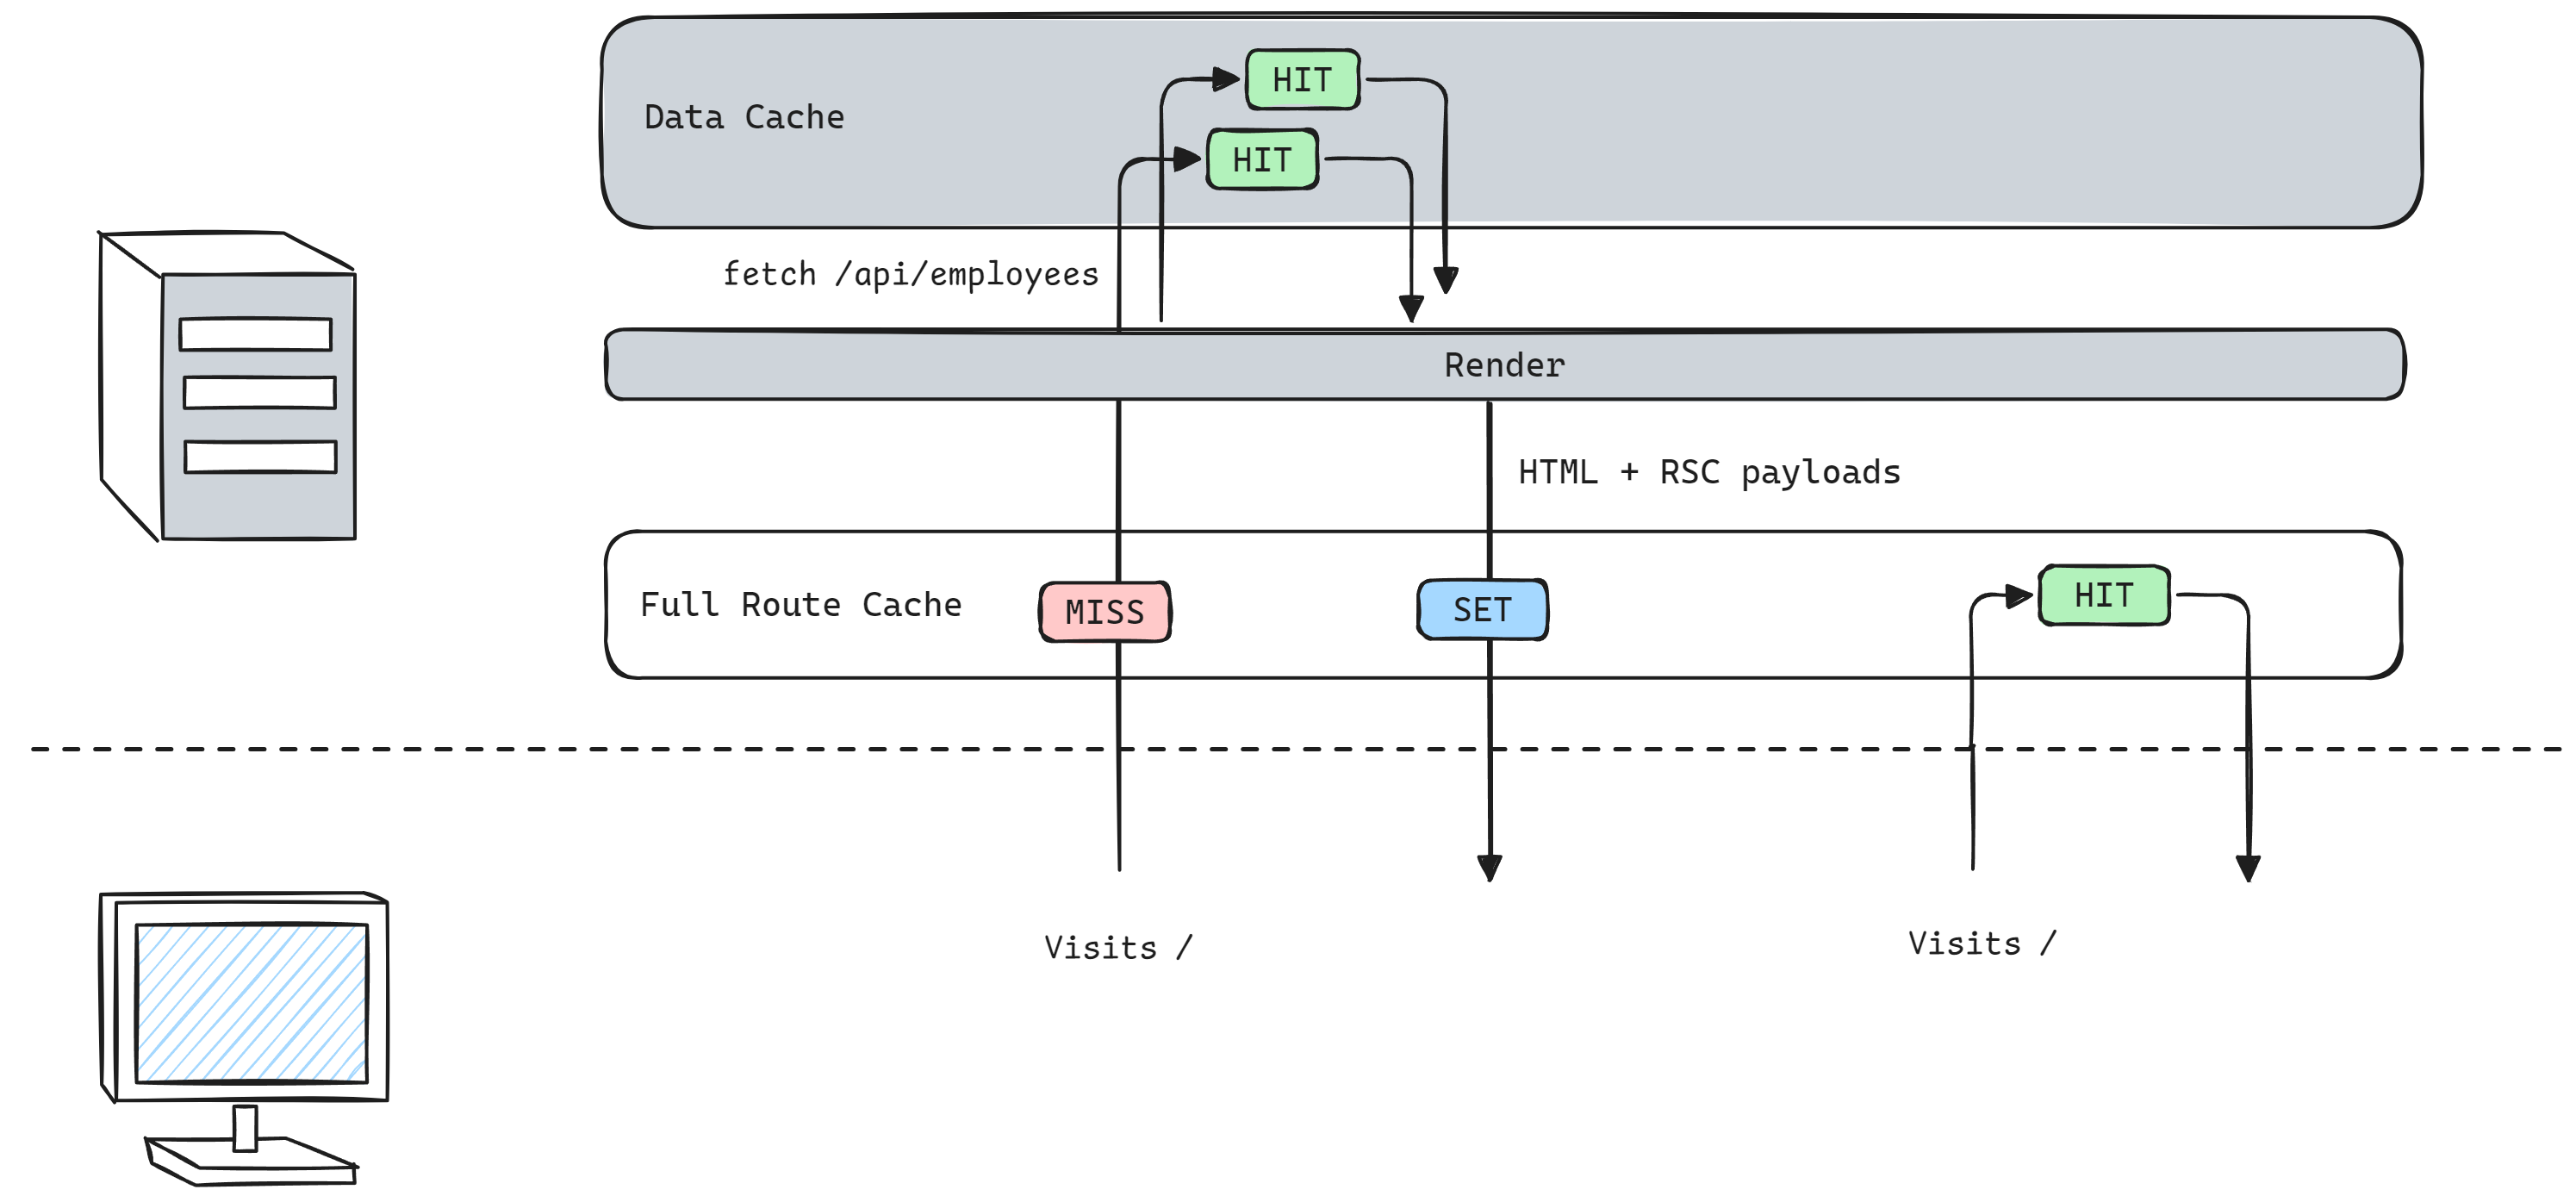 HIT
Data Cache
HIT
fetch /api/employees
Render
HTML + RSC payloads
Full Route Cache
MISS
SET
HIT
Visits /
Visits /